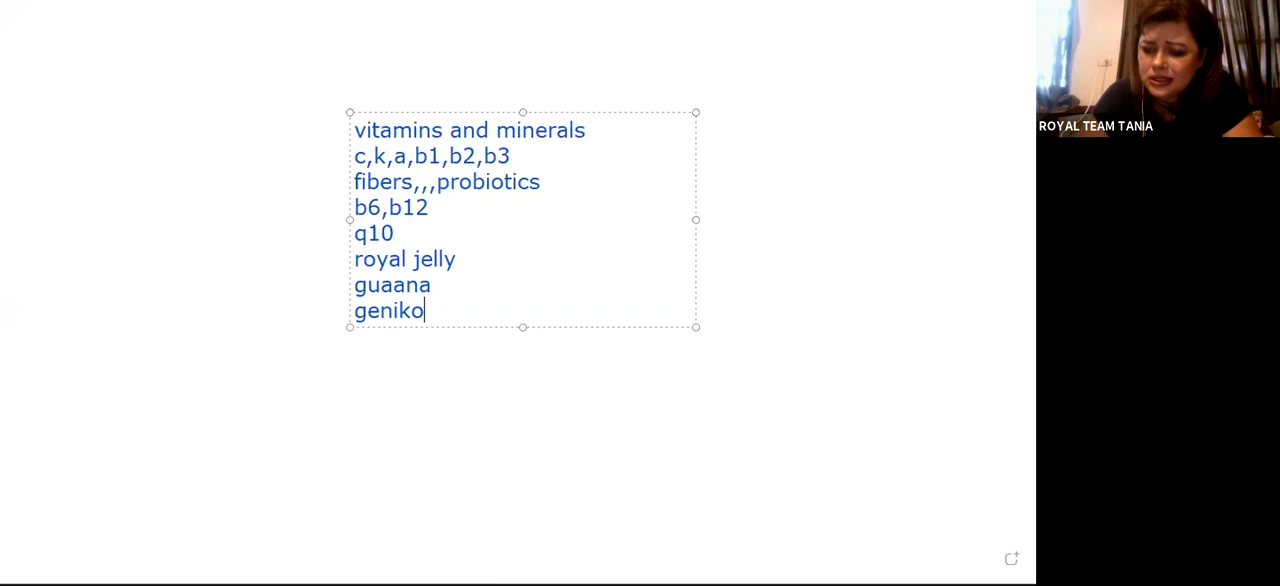 vitamins and minerals
c,k,a,b1,b2,b3
fibers,,,probiotics
b6,b12
q10
royal jelly
guaana
geniko
ROYAL TEAM TANIA